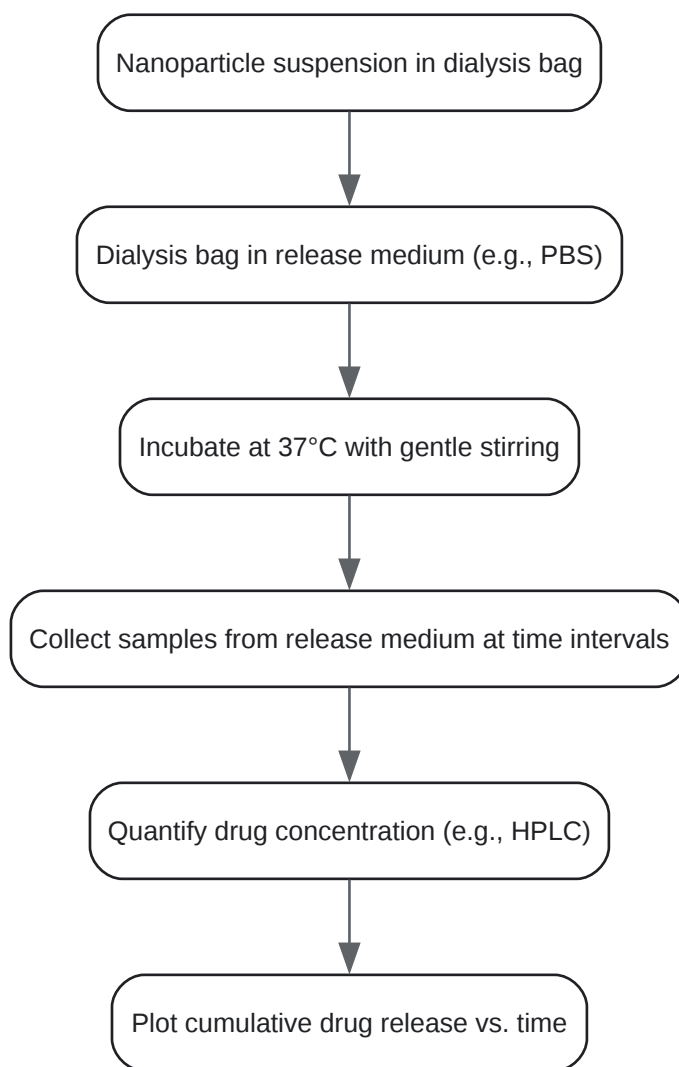 Nanoparticle suspension in dialysis bag
Dialysis bag in release medium (e.g., PBS)
Incubate at 37°C with gentle stirring
Collect samples from release medium at time intervals
Quantify drug concentration (e.g., HPLC)
Plot cumulative drug release vs. time